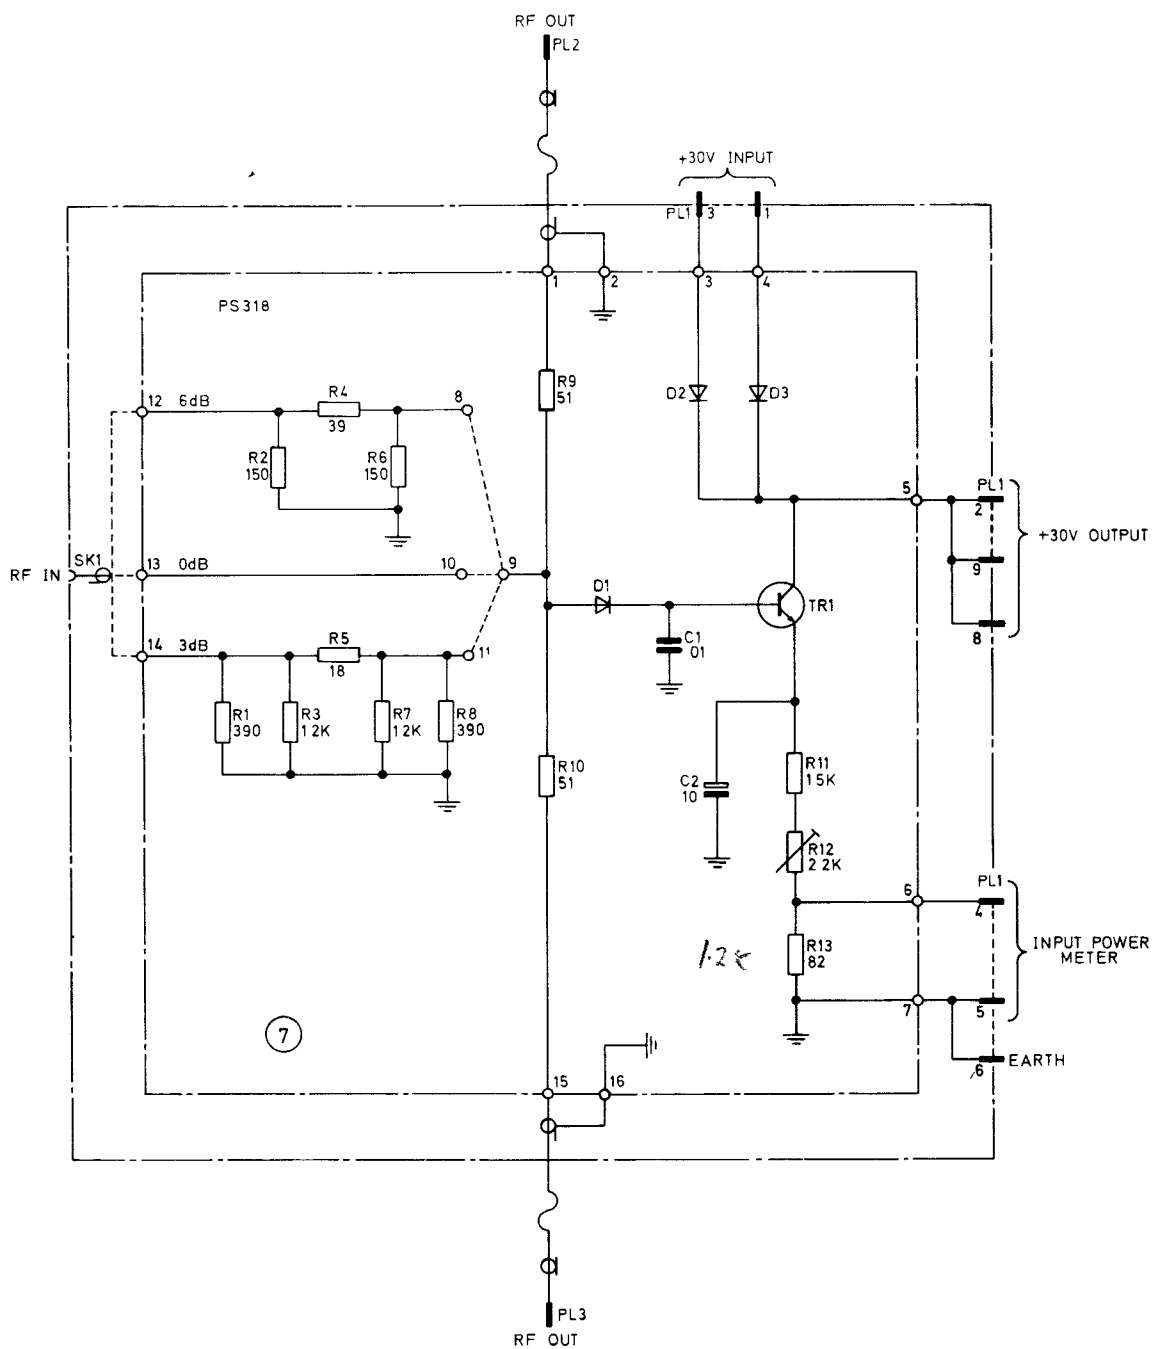 RF OUT
PL2
+30V INPUT
PL1 3 1
1 2 3 4
PS318
R9
51
D2 D3
12 6dB R4 8
39
R2
150
R6
150
5 PL1
2
+30V OUTPUT
9
8
SK1
RF IN
13 0dB 10 9
D1
TR1
C1
01
14 3dB R5 11
18
R1
390
R3
12K
R7
12K
R8
390
R10
51
C2
10
R11
15K
R12
2 2K
6 PL1
4
INPUT POWER
METER
R13
82
1.2K
7 5
6 EARTH
7
15 16
PL3
RF OUT